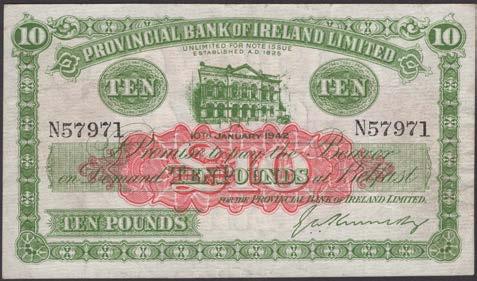 10 PROVINCIAL BANK OF IRELAND LIMITED 10
UNLIMITED FOR NOTE ISSUE
ESTABLISHED A.D. 1825
TEN TEN
N57971 N57971
10TH JANUARY 1942
I Promise to pay the Bearer
on Demand TEN POUNDS at Belfast
FOR THE PROVINCIAL BANK OF IRELAND LIMITED.
TEN POUNDS